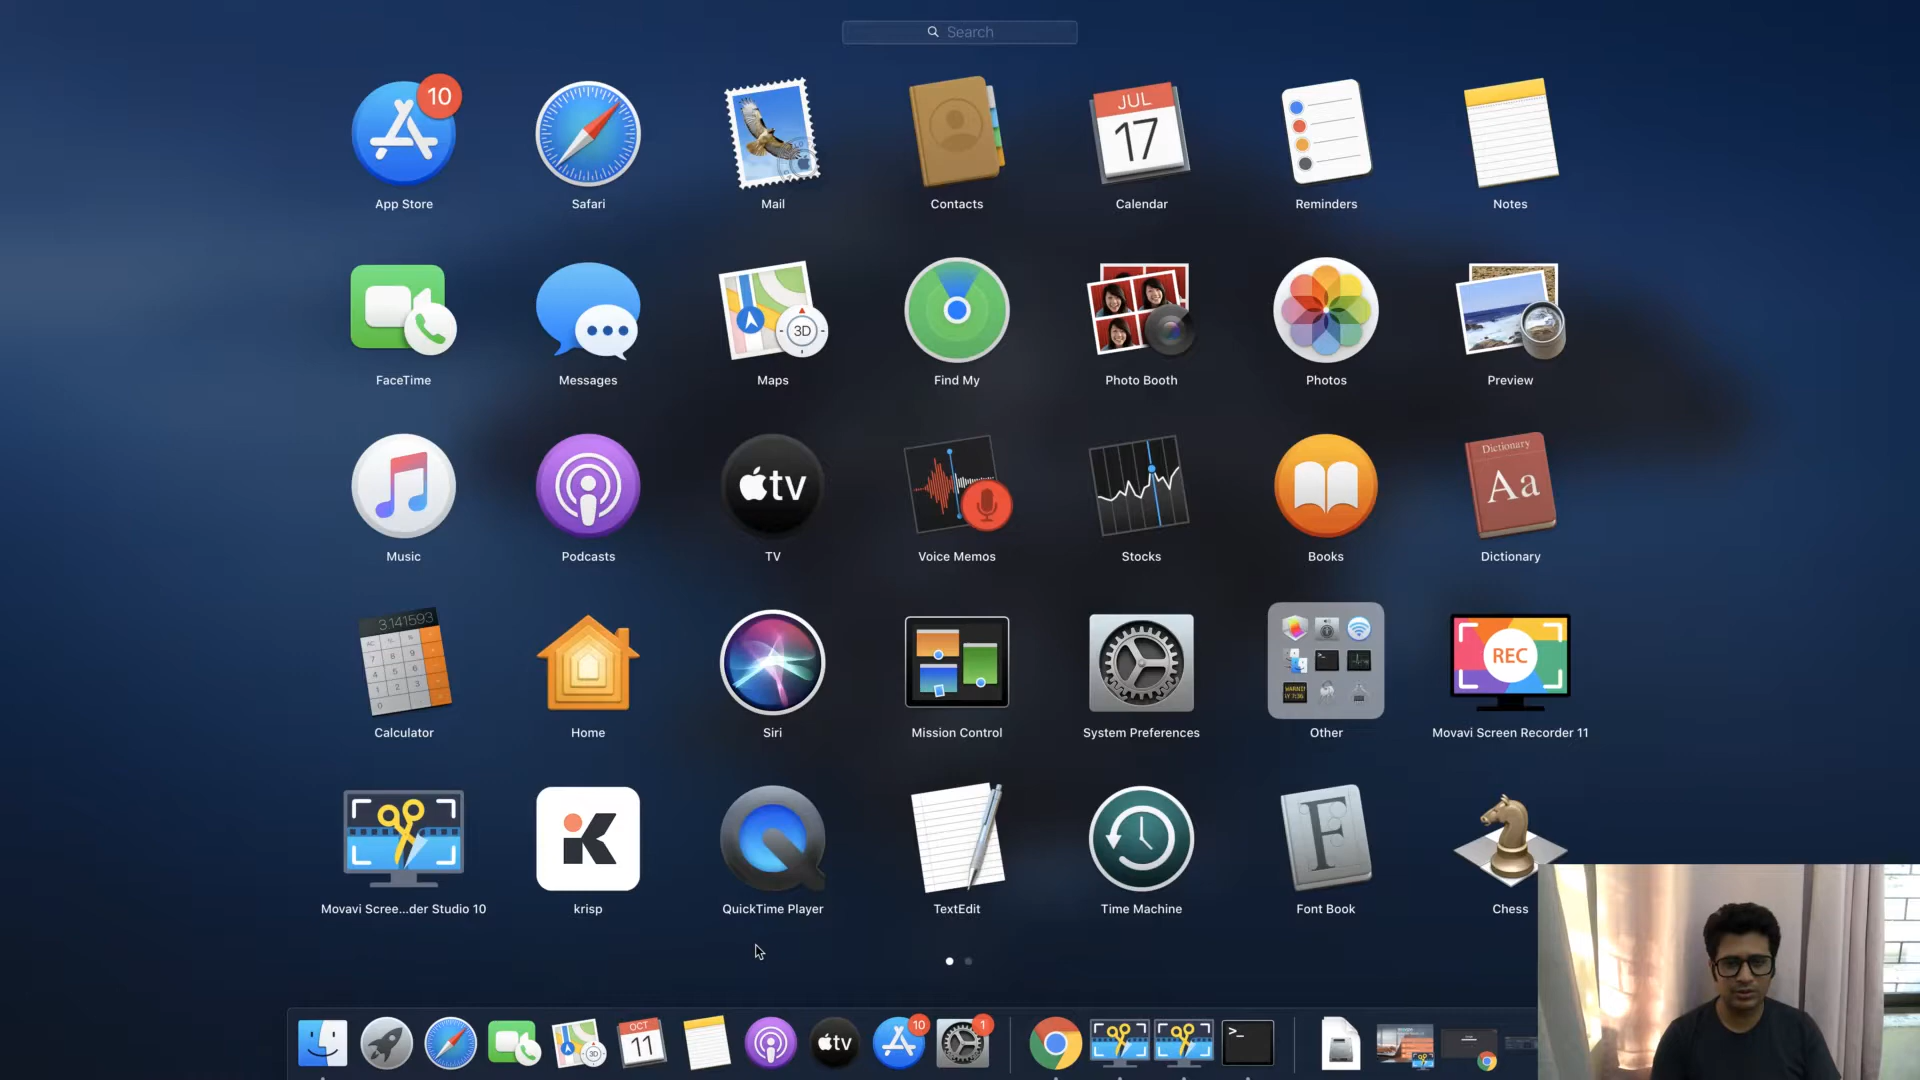 Search
10
JUL
17
App Store
Safari
Mail
Contacts
Calendar
Reminders
Notes
3D
FaceTime
Messages
Maps
Find My
Photo Booth
Photos
Preview
tv
Dictionary
Aa
Music
Podcasts
TV
Voice Memos
Stocks
Books
Dictionary
3.141593
REC
Calculator
Home
Siri
Mission Control
System Preferences
Other
Movavi Screen Recorder 11
F
Movavi Scree...der Studio 10
krisp
QuickTime Player
TextEdit
Time Machine
Font Book
Chess
3D
OCT
11
tv
10
1
>_